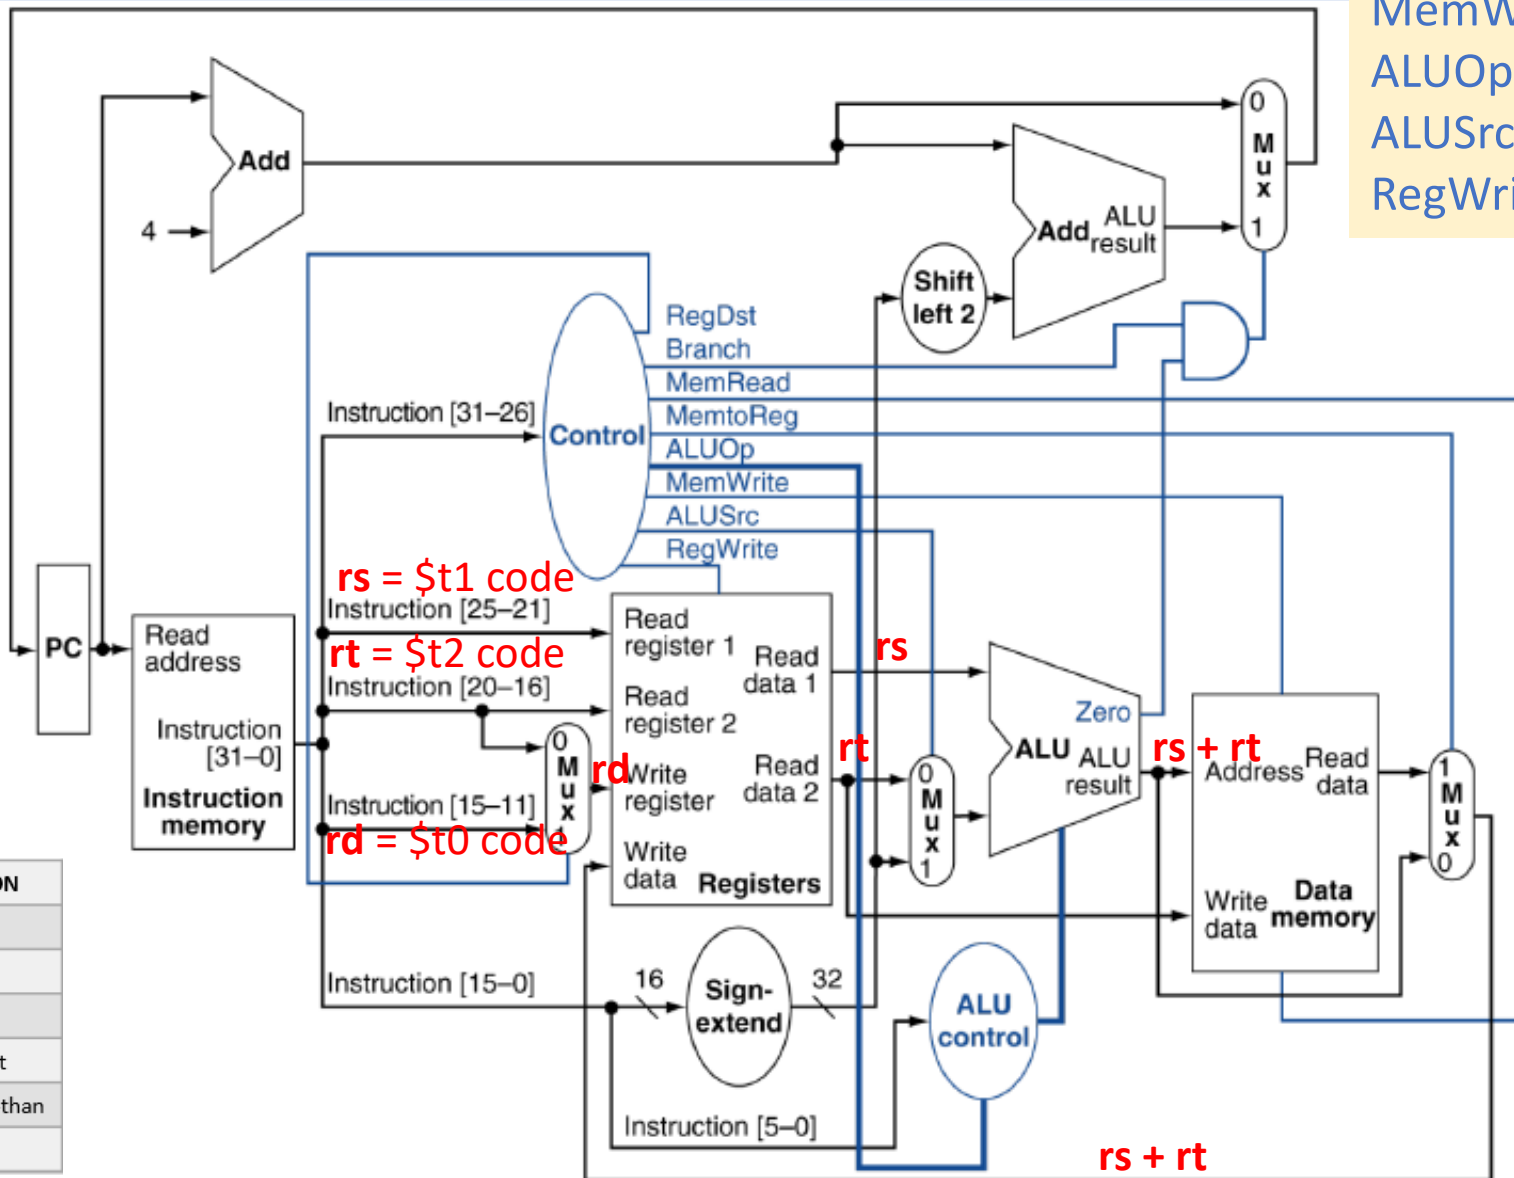 MemW
ALUOp
ALUSrc
RegWri
0
M
u
x
1
Add
4
Add ALU
result
Shift
left 2
RegDst
Branch
MemRead
MemtoReg
ALUOp
MemWrite
ALUSrc
RegWrite
Control
Instruction [31–26]
rs = $t1 code
Instruction [25–21]
rt = $t2 code
Instruction [20–16]
PC
Read
address
Instruction
[31–0]
Instruction
memory
0
M
u
x
1
rd
Instruction [15–11]
rd = $t0 code
Read
register 1
Read
data 1
Read
register 2
Write
register
Read
data 2
Write
data
Registers
rs
rt
0
M
u
x
1
Zero
ALU ALU
result
rs + rt
Address
Read
data
Write
data
Data
memory
1
M
u
x
0
Instruction [15–0]
16
Sign-
extend
32
ALU
control
Instruction [5–0]
rs + rt
ON
t
than